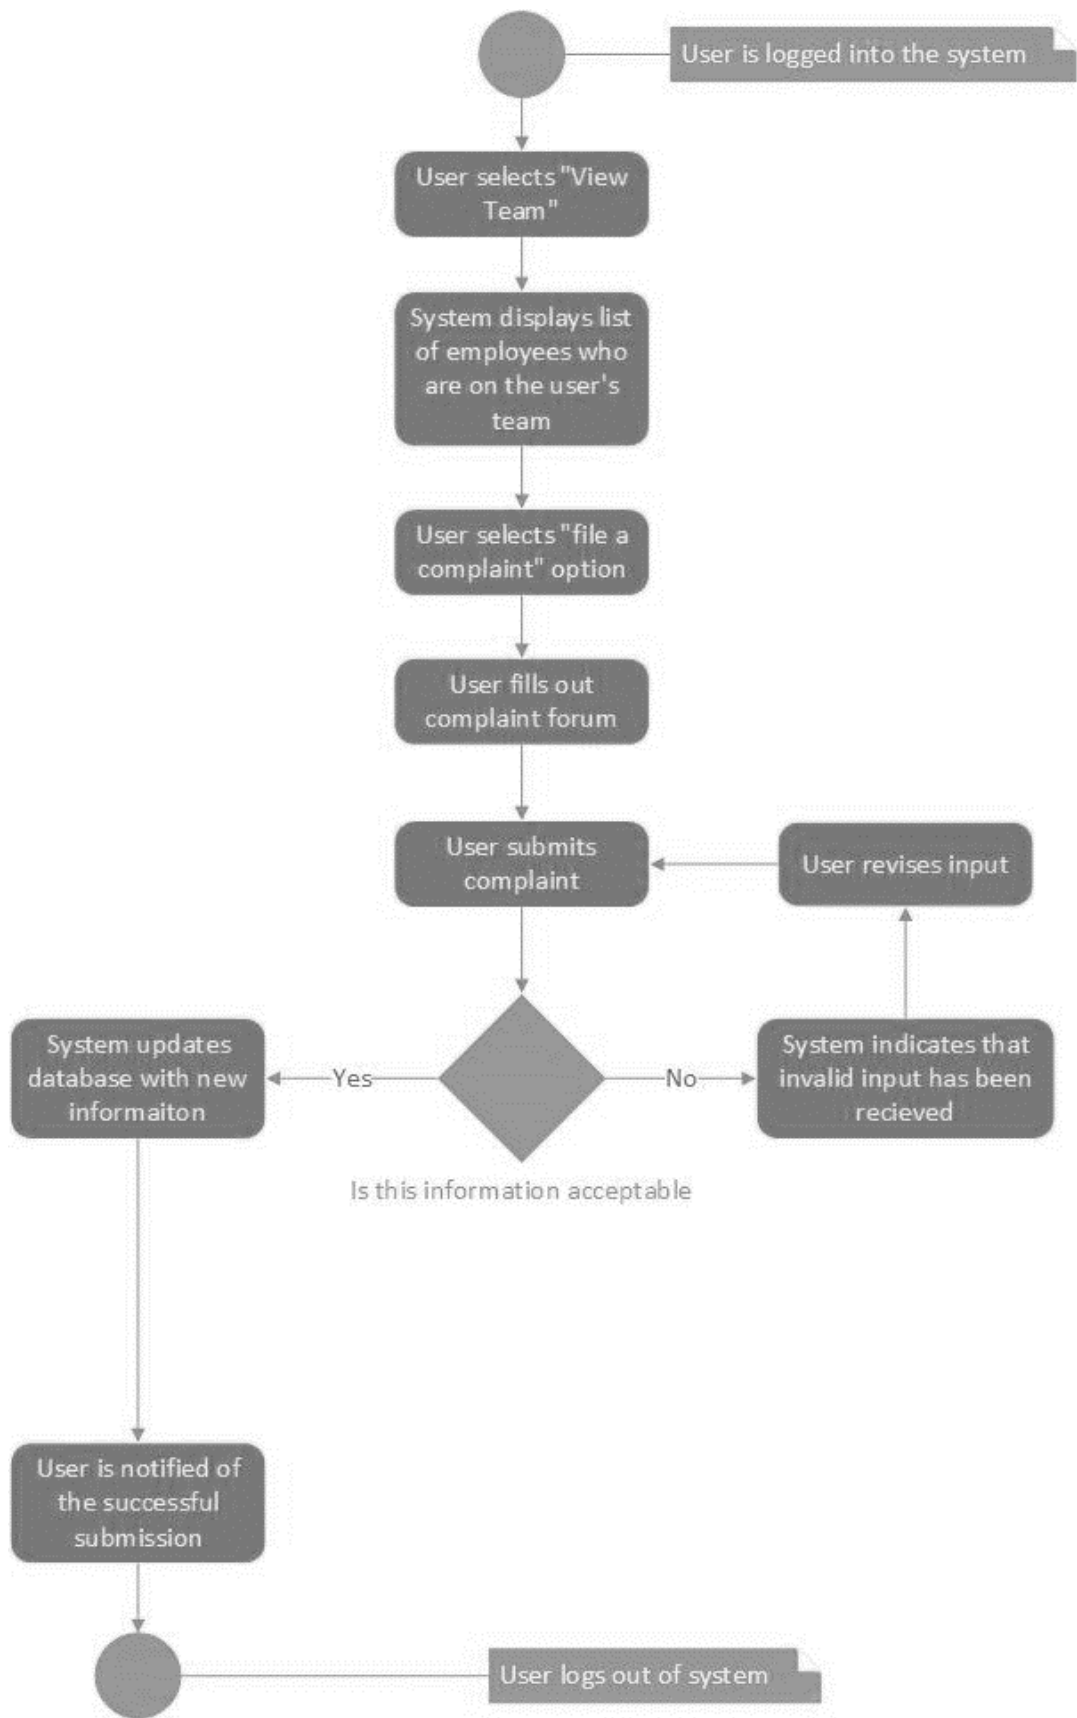 User is logged into the system
User selects "View
Team"
System displays list
of employees who
are on the user's
team
User selects "file a
complaint" option
User fills out
complaint forum
User submits
complaint
User revises input
System updates
database with new
informaiton
Yes
No
System indicates that
invalid input has been
recieved
Is this information acceptable
User is notified of
the successful
submission
User logs out of system